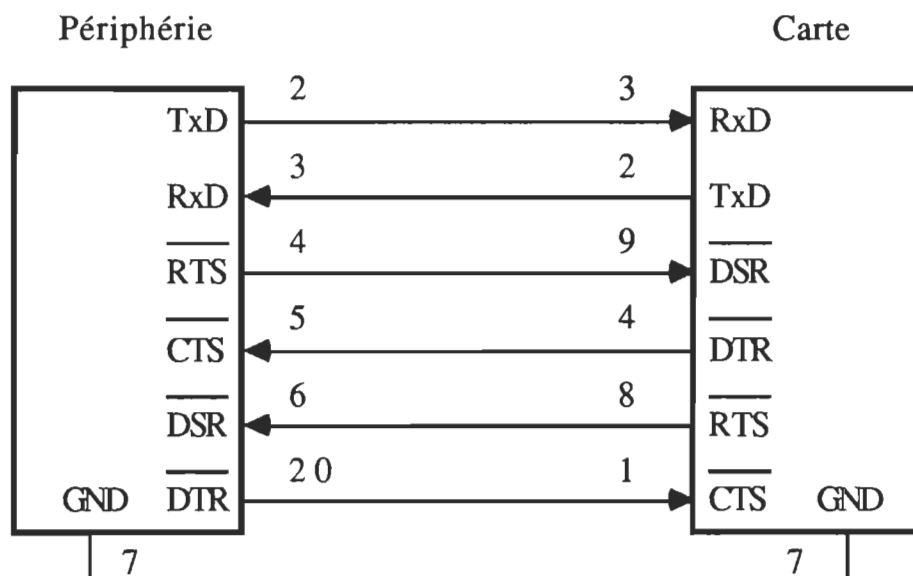 Périphérie Carte
2 3
TxD RxD
3 2
RxD TxD
4 9
RTS DSR
5 4
CTS DTR
6 8
DSR RTS
20 1
GND DTR CTS GND
7 7